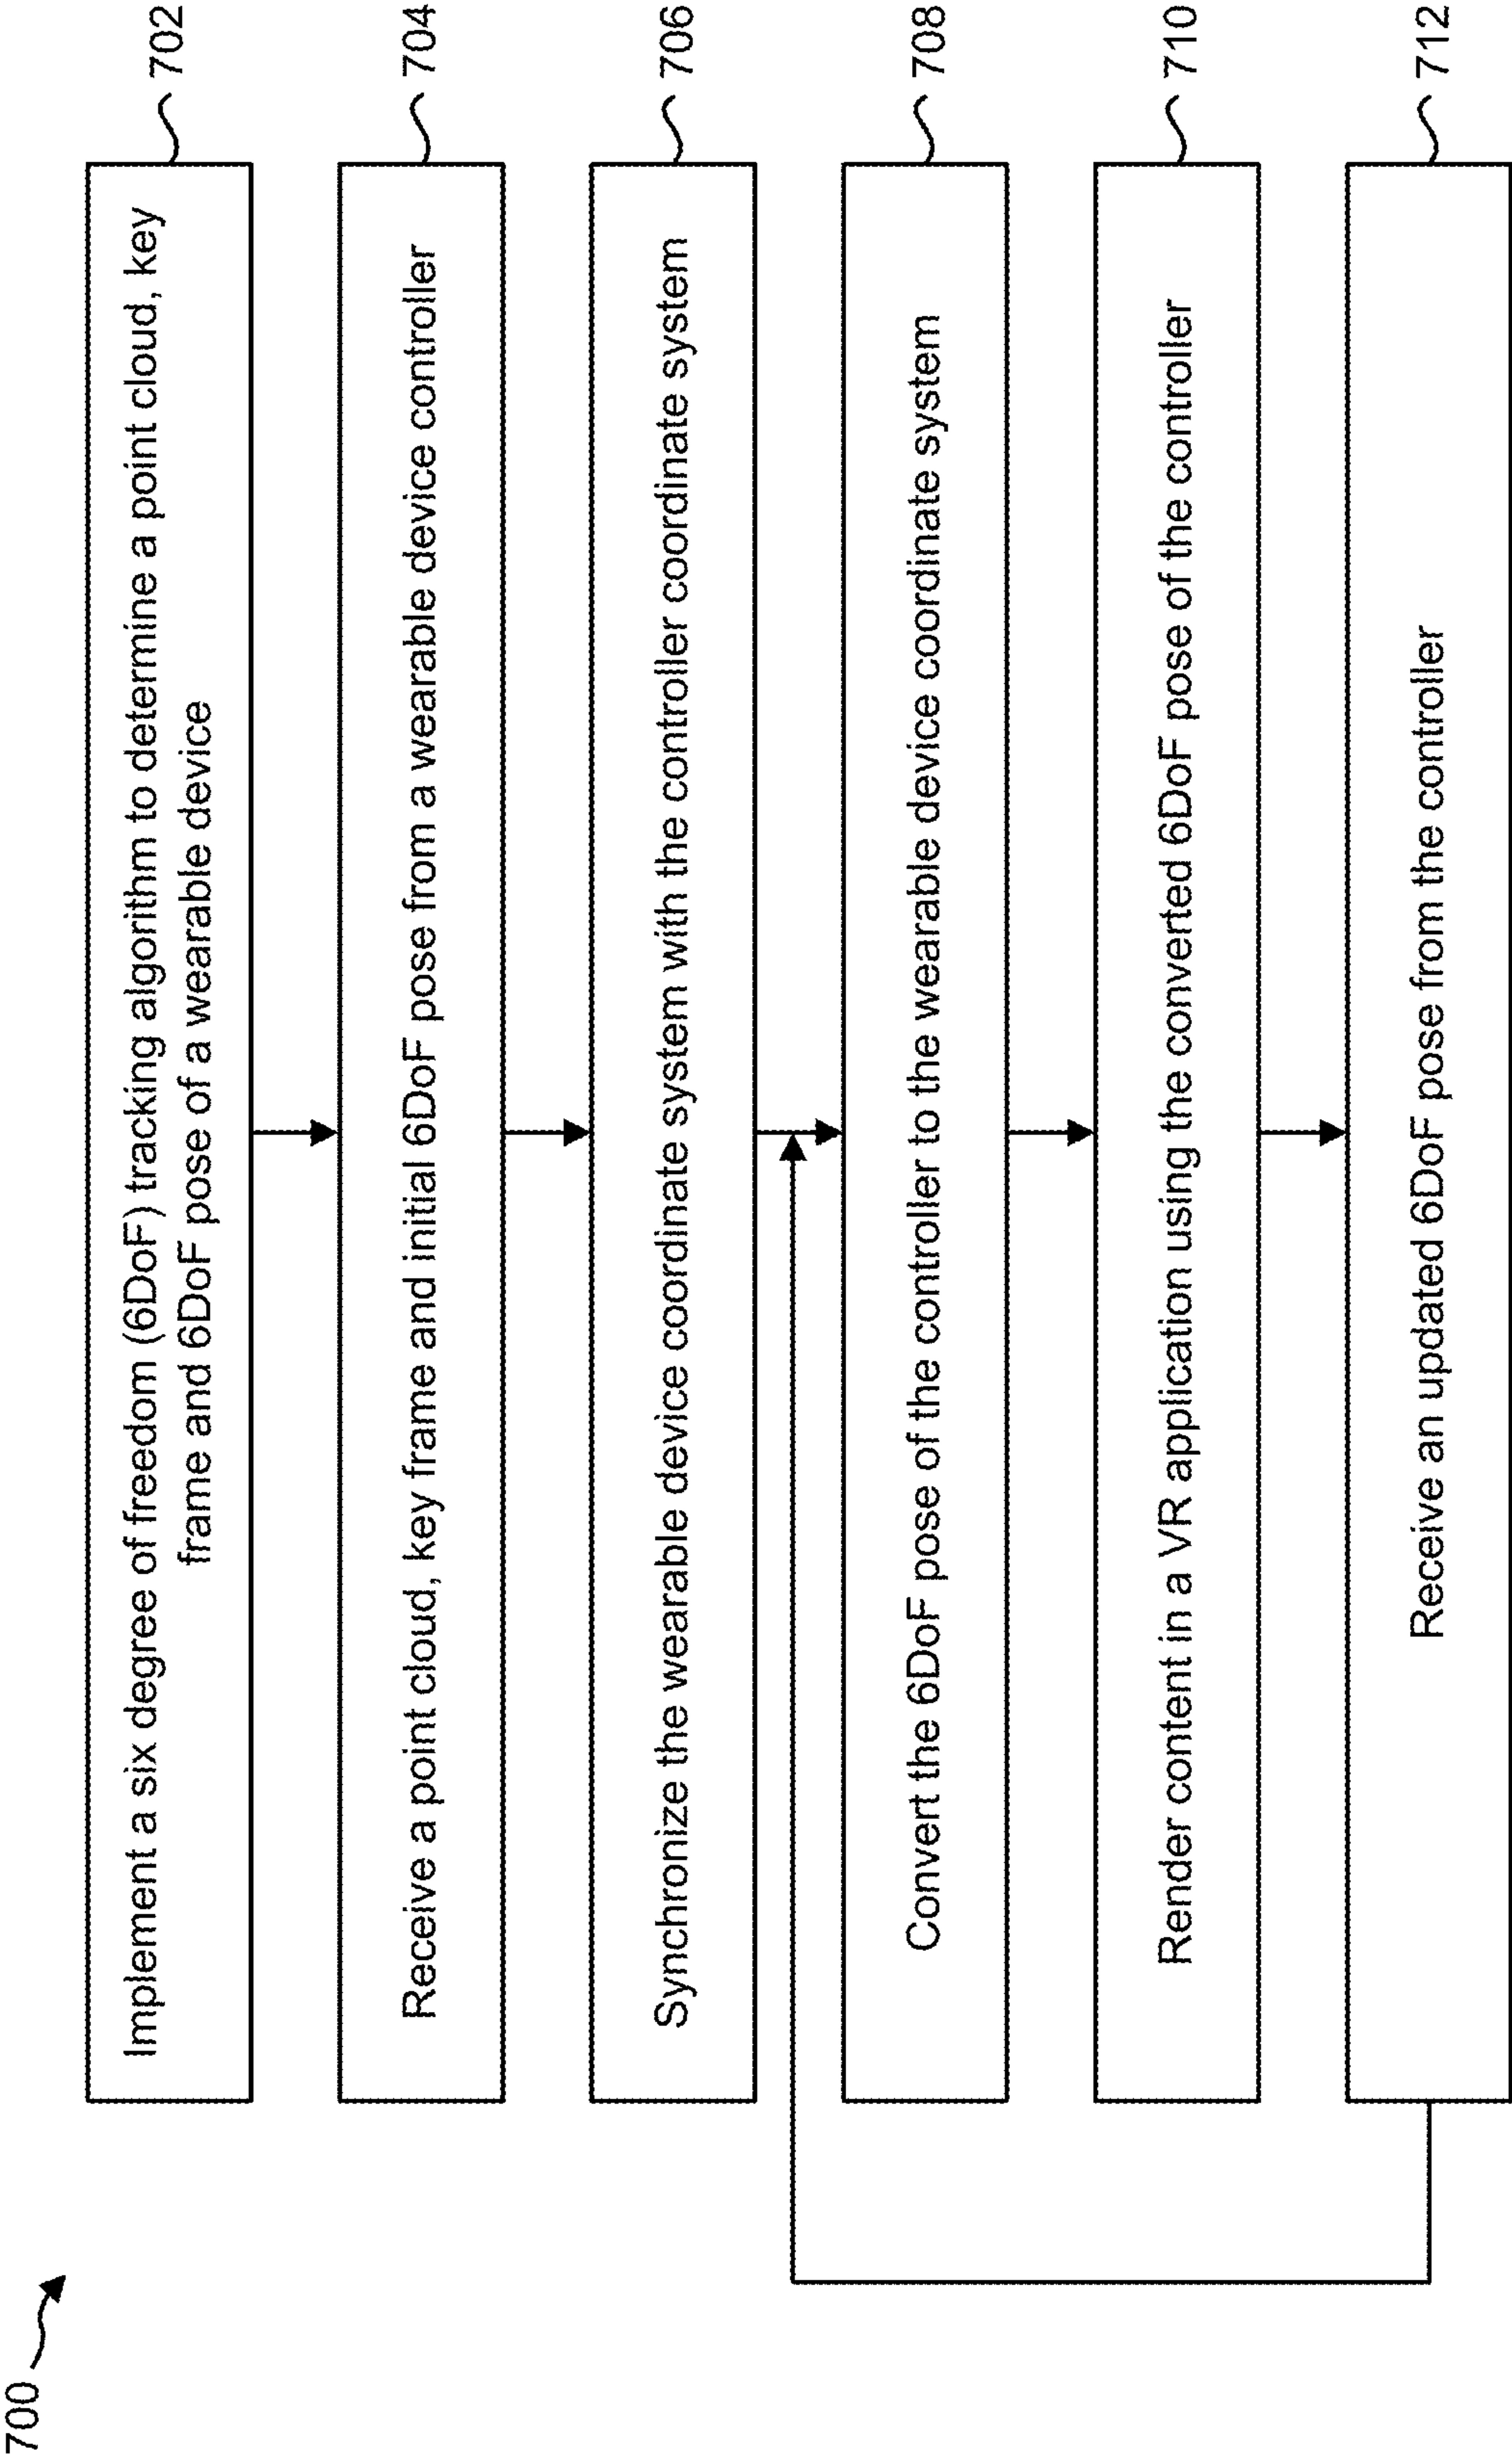 700
Implement a six degree of freedom (6DoF) tracking algorithm to determine a point cloud, key
frame and 6DoF pose of a wearable device
702
Receive a point cloud, key frame and initial 6DoF pose from a wearable device controller
704
Synchronize the wearable device coordinate system with the controller coordinate system
706
Convert the 6DoF pose of the controller to the wearable device coordinate system
708
Render content in a VR application using the converted 6DoF pose of the controller
710
Receive an updated 6DoF pose from the controller
712